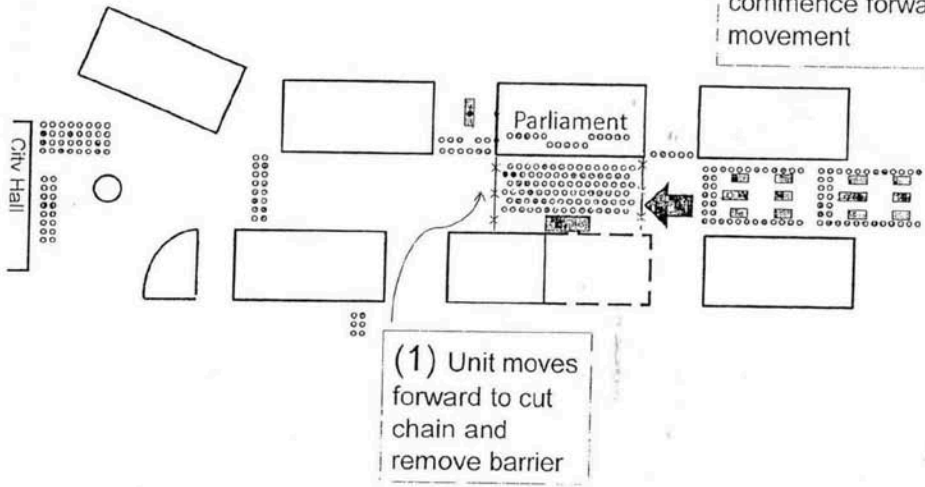 commence forwa
movement
Parliament
City Hall
(1) Unit moves
forward to cut
chain and
remove barrier